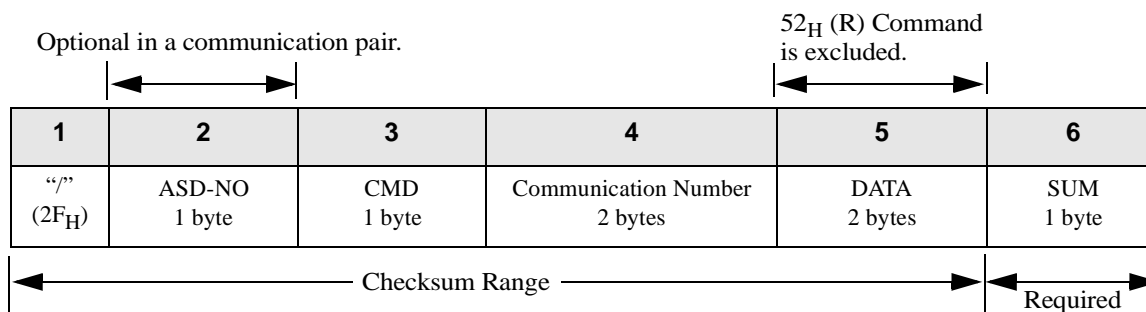 Optional in a communication pair.
52H (R) Command
is excluded.
1 2 3 4 5 6
“/” ASD-NO CMD Communication Number DATA SUM
(2FH) 1 byte 1 byte 2 bytes 2 bytes 1 byte
Checksum Range
Required